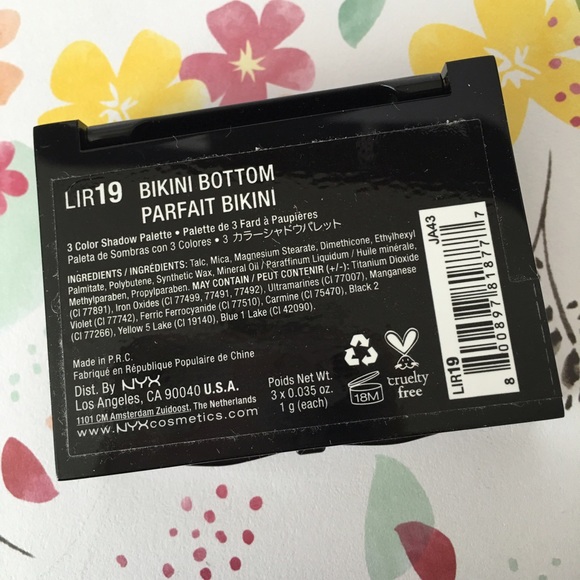 LIR19 BIKINI BOTTOM
PARFAIT BIKINI
3 Color Shadow Palette • Palette de 3 Fard à Paupières
Paleta de Sombras con 3 Colores • 3 カラーシャドウパレット
INGREDIENTS / INGRÉDIENTS: Talc, Mica, Magnesium Stearate, Dimethicone, Ethylhexyl
Palmitate, Polybutene, Synthetic Wax, Mineral Oil / Paraffinum Liquidum / Huile minérale,
Methylparaben, Propylparaben. MAY CONTAIN / PEUT CONTENIR (+/-): Titanium Dioxide
(CI 77891), Iron Oxides (CI 77499, 77491, 77492), Ultramarines (CI 77007), Manganese
Violet (CI 77742), Ferric Ferrocyanide (CI 77510), Carmine (CI 75470), Black 2
(CI 77266), Yellow 5 Lake (CI 19140), Blue 1 Lake (CI 42090).
Made in P.R.C.
Fabriqué en République Populaire de Chine
Dist. By NYX
Los Angeles, CA 90040 U.S.A.
1101 CM Amsterdam Zuidoost, The Netherlands
www.NYXcosmetics.com
Poids Net Wt.
3 x 0.035 oz.
1 g (each)
18M
cruelty
free
JA43
LIR19
8 00897 81877 7